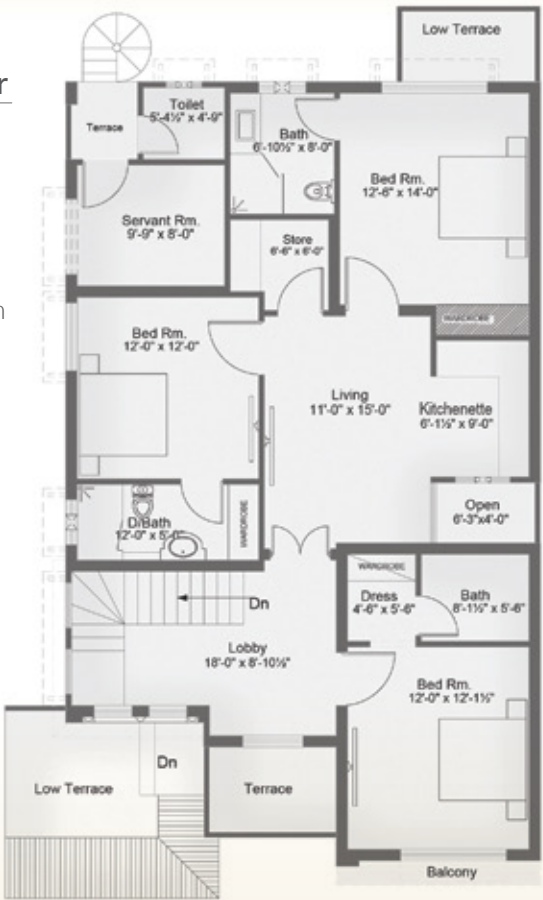 Low Terrace
r
Toilet
5'-4½" x 4'-9"
Terrace
Bath
6'-10½" x 8'-0"
Bed Rm.
12'-6" x 14'-0"
Servant Rm.
9'-9" x 8'-0"
Store
6'-6" x 6'-0"
n
WARDROBE
Bed Rm.
12'-0" x 12'-0"
Living
11'-0" x 15'-0"
Kitchenette
6'-1½" x 9'-0"
Open
6'-3"x4'-0"
D/Bath
12'-0" x 5'-0"
WARDROBE
WARDROBE
Dress
4'-6" x 5'-6"
Bath
8'-1½" x 5'-6"
Dn
Lobby
18'-0" x 8'-10½"
Bed Rm.
12'-0" x 12'-1½"
Dn
Low Terrace
Terrace
Balcony